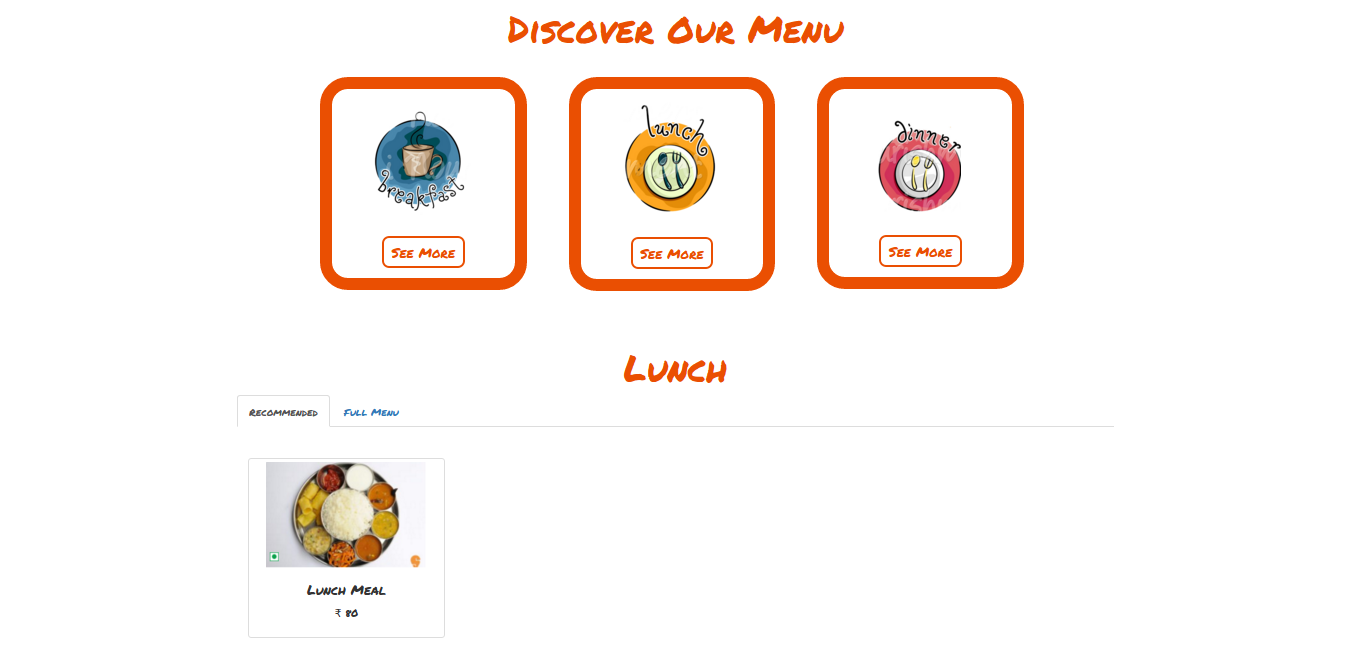 Discover Our Menu
breakfast
lunch
dinner
See More
See More
See More
Lunch
Recommended
Full Menu
Lunch Meal
₹ 80